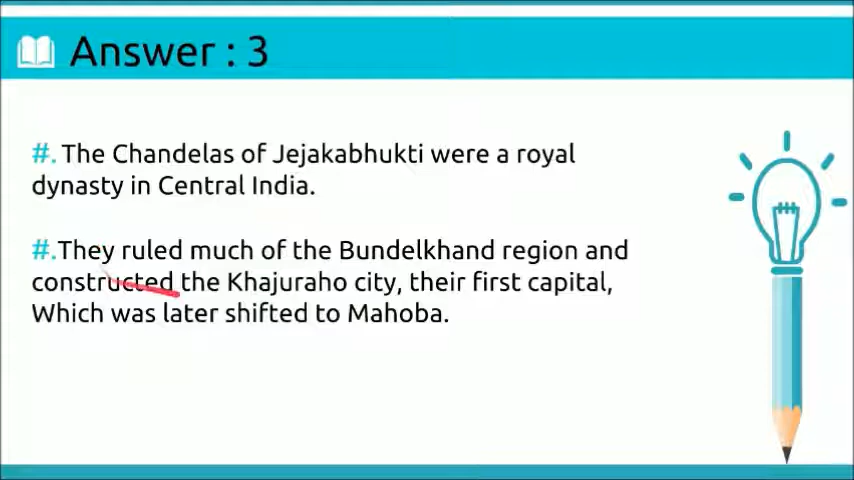 Answer : 3
#. The Chandelas of Jejakabhukti were a royal
dynasty in Central India.
#.They ruled much of the Bundelkhand region and
constructed the Khajuraho city, their first capital,
Which was later shifted to Mahoba.